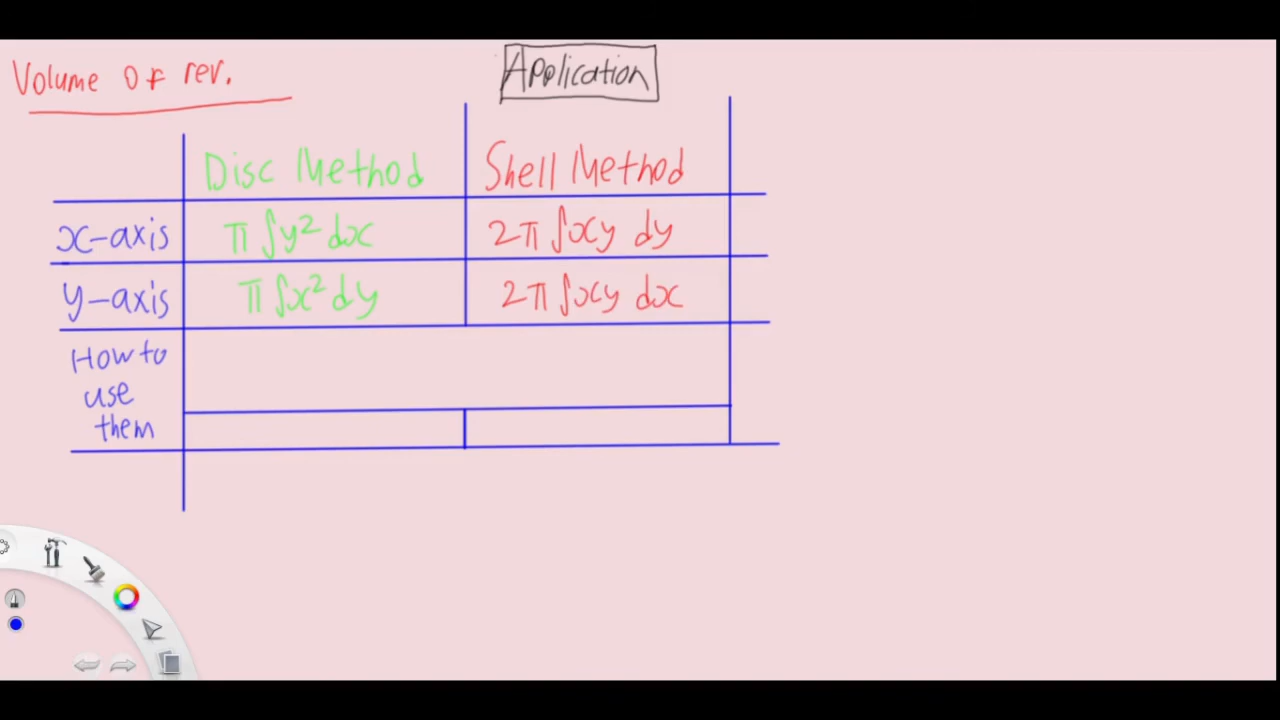 Volume of rev.
Application
Disc Method Shell Method
x-axis π∫y² dx 2π∫xy dy
y-axis π∫x² dy 2π∫xy dx
How to
use
them